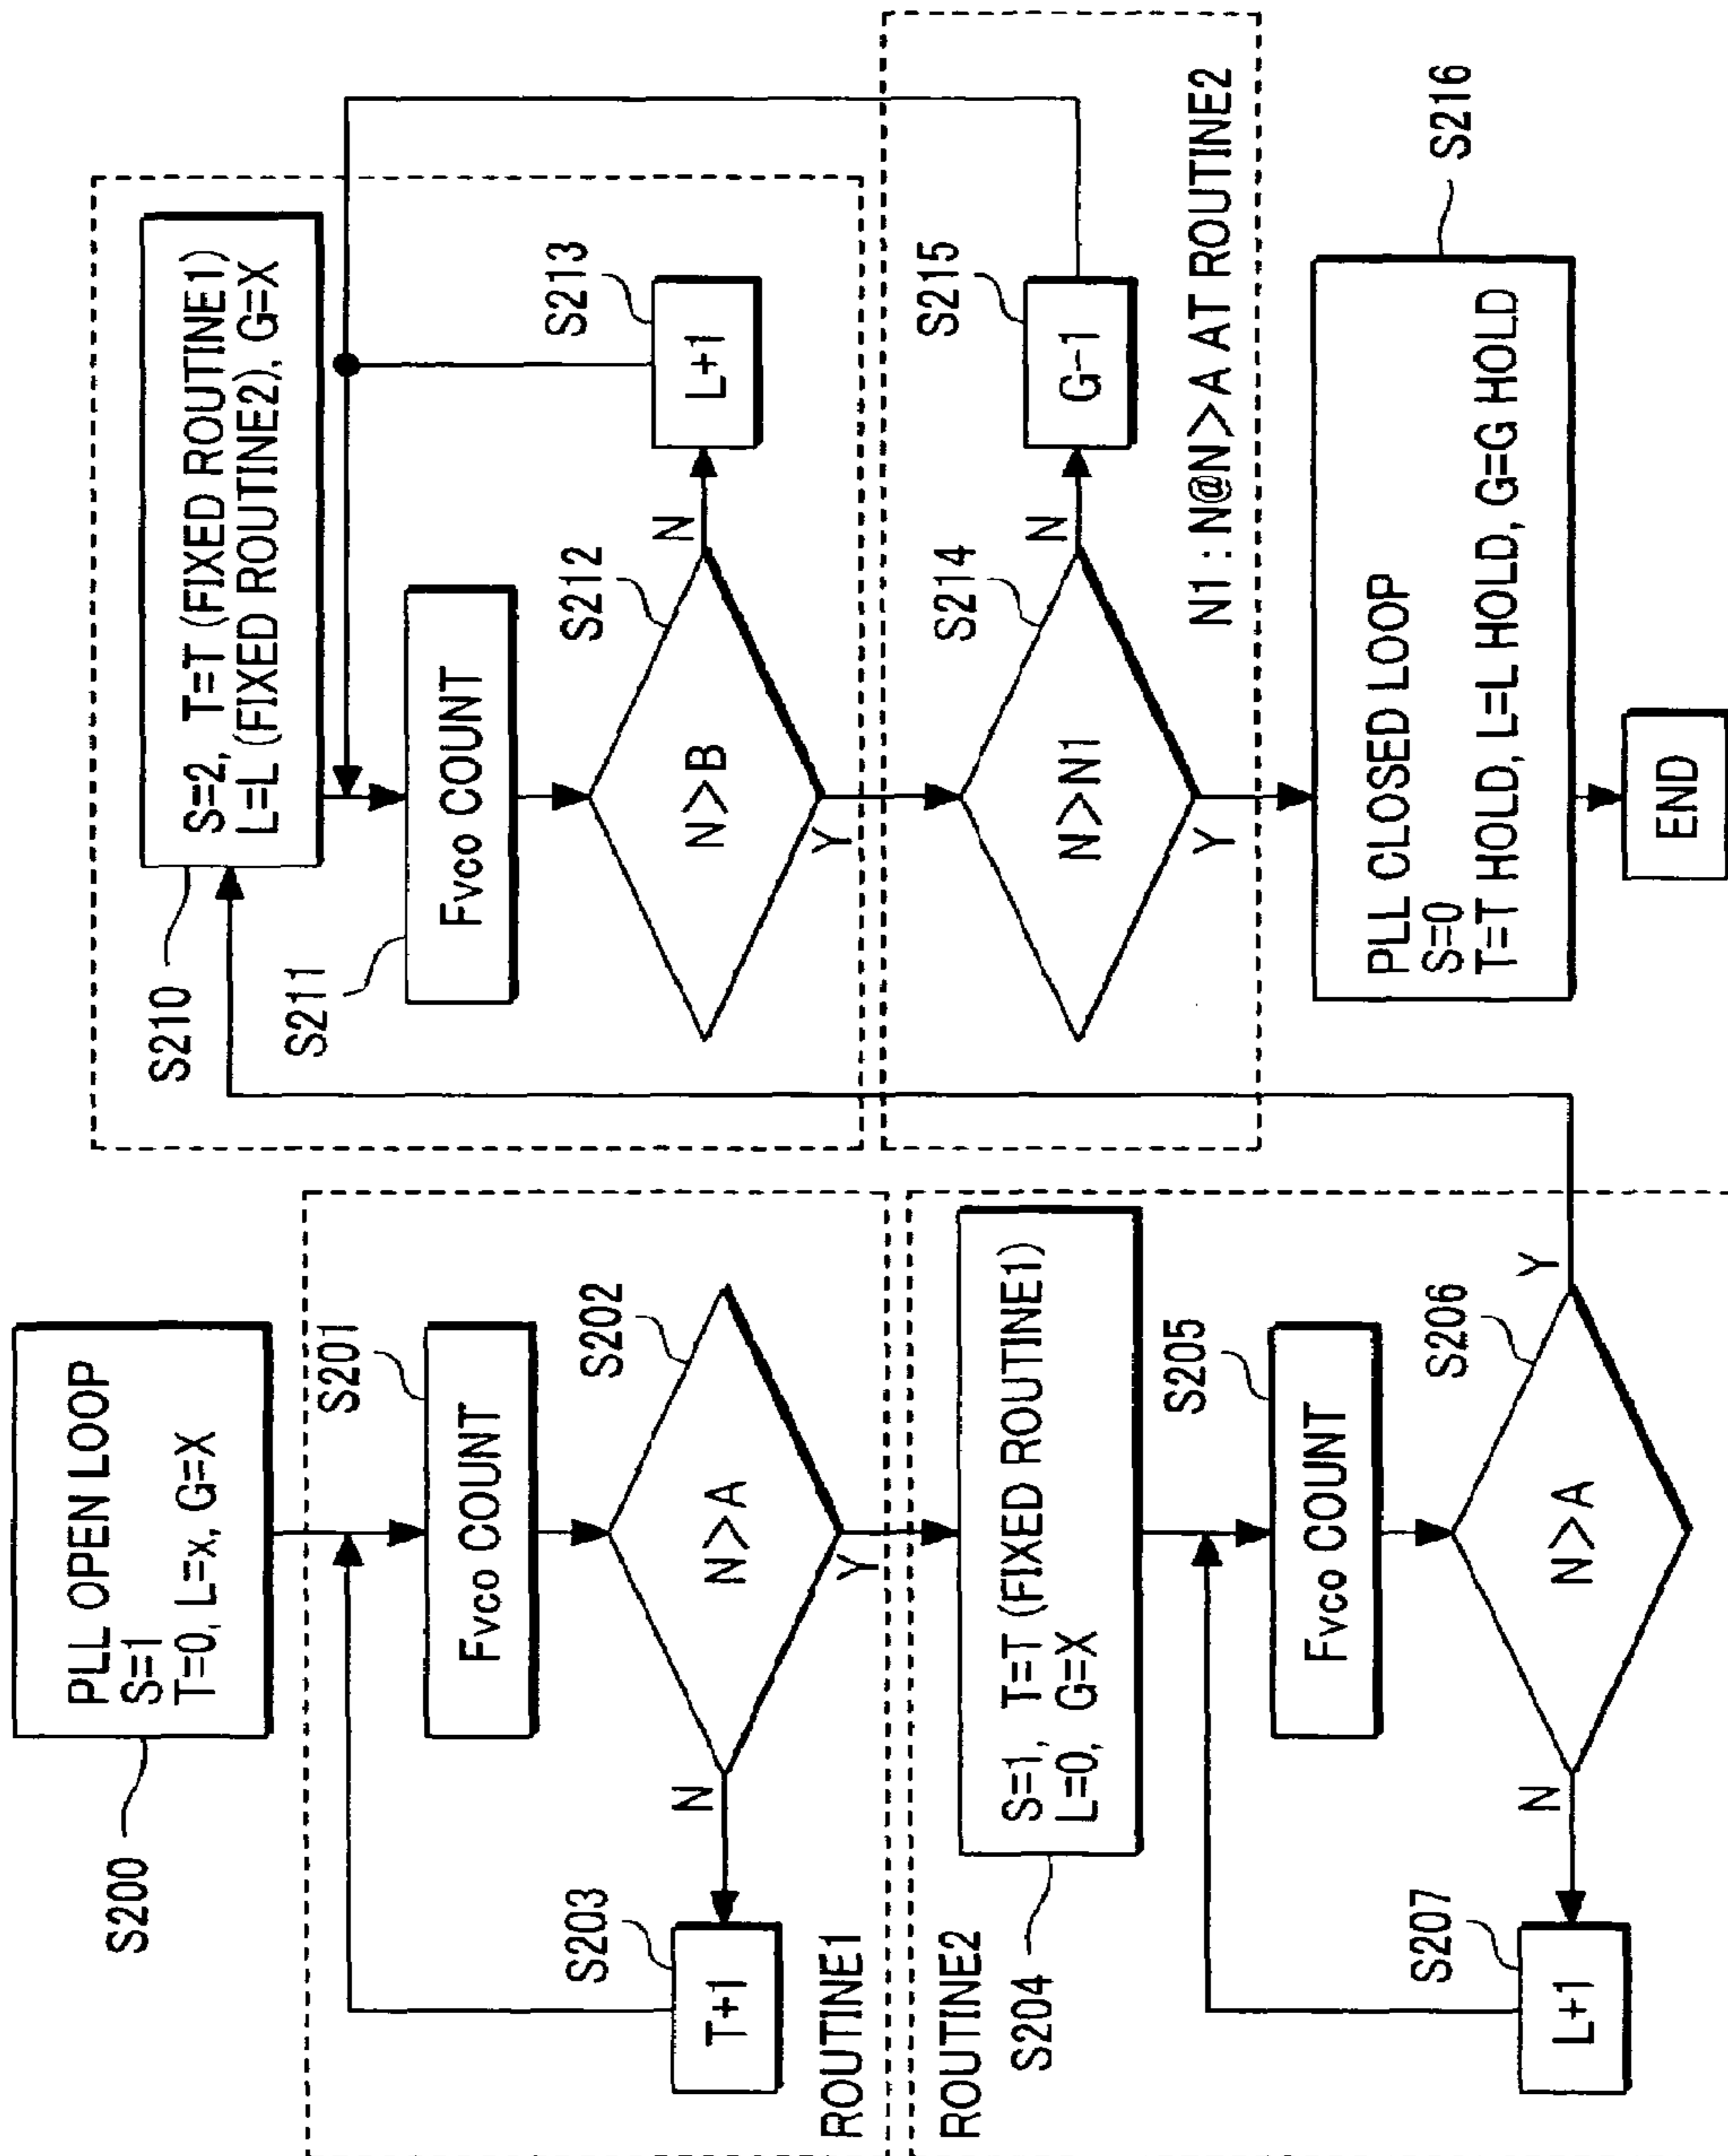 S200
PLL OPEN LOOP
S=1
T=0, L=x, G=X
S201
Fvco COUNT
S202
N>A
N
Y
S203
T+1
ROUTINE1
ROUTINE2
S204
S=1, T=T (FIXED ROUTINE1)
L=0, G=X
S205
Fvco COUNT
S206
N>A
N
Y
S207
L+1
S210
S=2, T=T (FIXED ROUTINE1)
L=L (FIXED ROUTINE2), G=X
S211
Fvco COUNT
S212
N>B
N
Y
S213
L+1
S214
N>N1
N
Y
S215
G-1
N1:N@N>A AT ROUTINE2
S216
PLL CLOSED LOOP
S=0
T=T HOLD, L=L HOLD, G=G HOLD
END